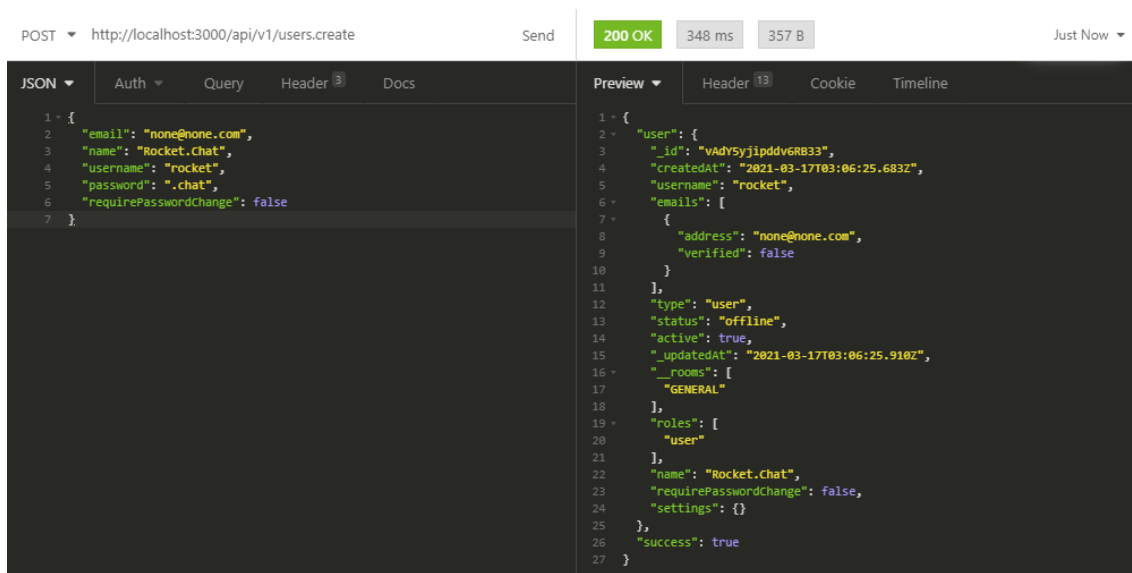 POST http://localhost:3000/api/v1/users.create Send
JSON Auth Query Header 3 Docs
1 {
2 "email": "none@none.com",
3 "name": "Rocket.Chat",
4 "username": "rocket",
5 "password": ".chat",
6 "requirePasswordChange": false
7 }
200 OK 348 ms 357 B Just Now
Preview Header 13 Cookie Timeline
1 {
2 "user": {
3 "_id": "vAdY5yjipddv6RB33",
4 "createdAt": "2021-03-17T03:06:25.683Z",
5 "username": "rocket",
6 "emails": [
7 {
8 "address": "none@none.com",
9 "verified": false
10 }
11 ],
12 "type": "user",
13 "status": "offline",
14 "active": true,
15 "_updatedAt": "2021-03-17T03:06:25.910Z",
16 "__rooms": [
17 "GENERAL"
18 ],
19 "roles": [
20 "user"
21 ],
22 "name": "Rocket.Chat",
23 "requirePasswordChange": false,
24 "settings": {}
25 },
26 "success": true
27 }